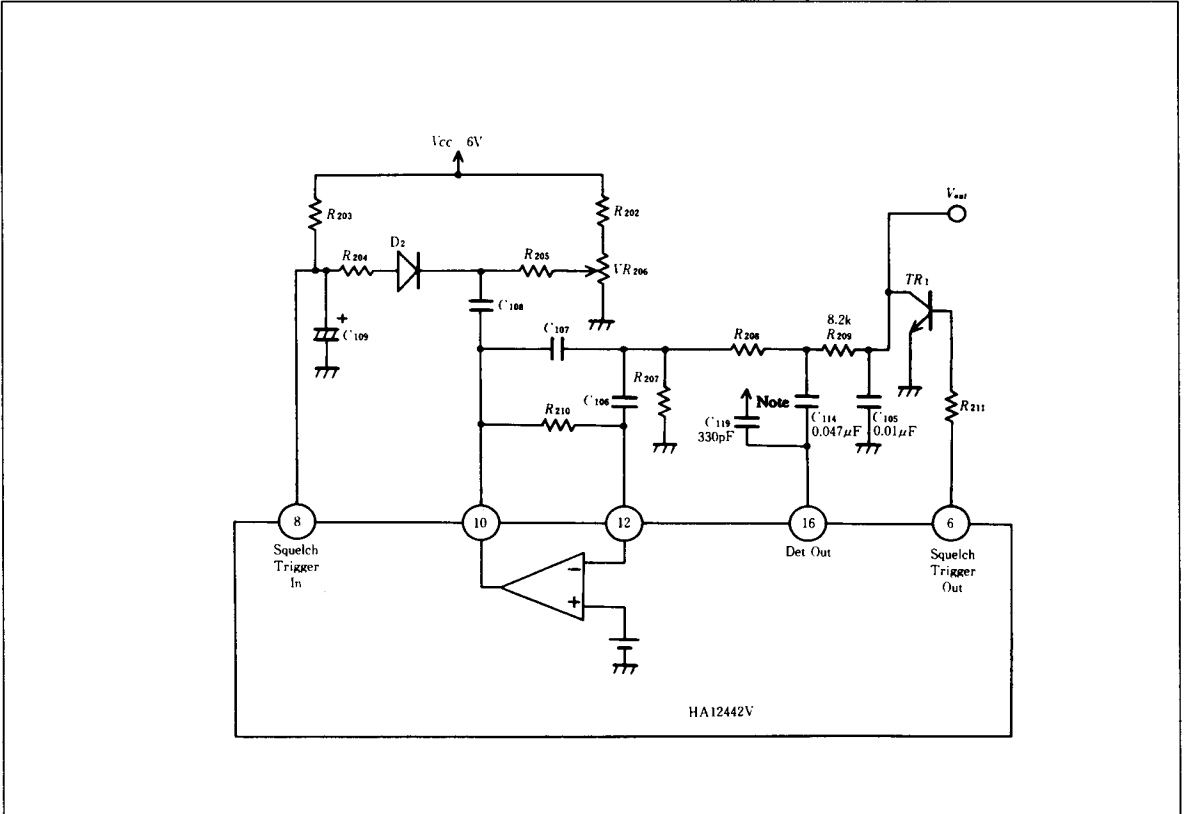 Vcc 6V
Vout
R203
R202
D2
R204
R205
VR206
TR1
C108
C109
+
C107
8.2k
R208
R209
R207
Note
C106
R210
C119
330pF
C114
0.047μF
C105
0.01μF
R211
8
10
12
16
6
Squelch
Trigger
In
Det Out
Squelch
Trigger
Out
−
+
HA12442V